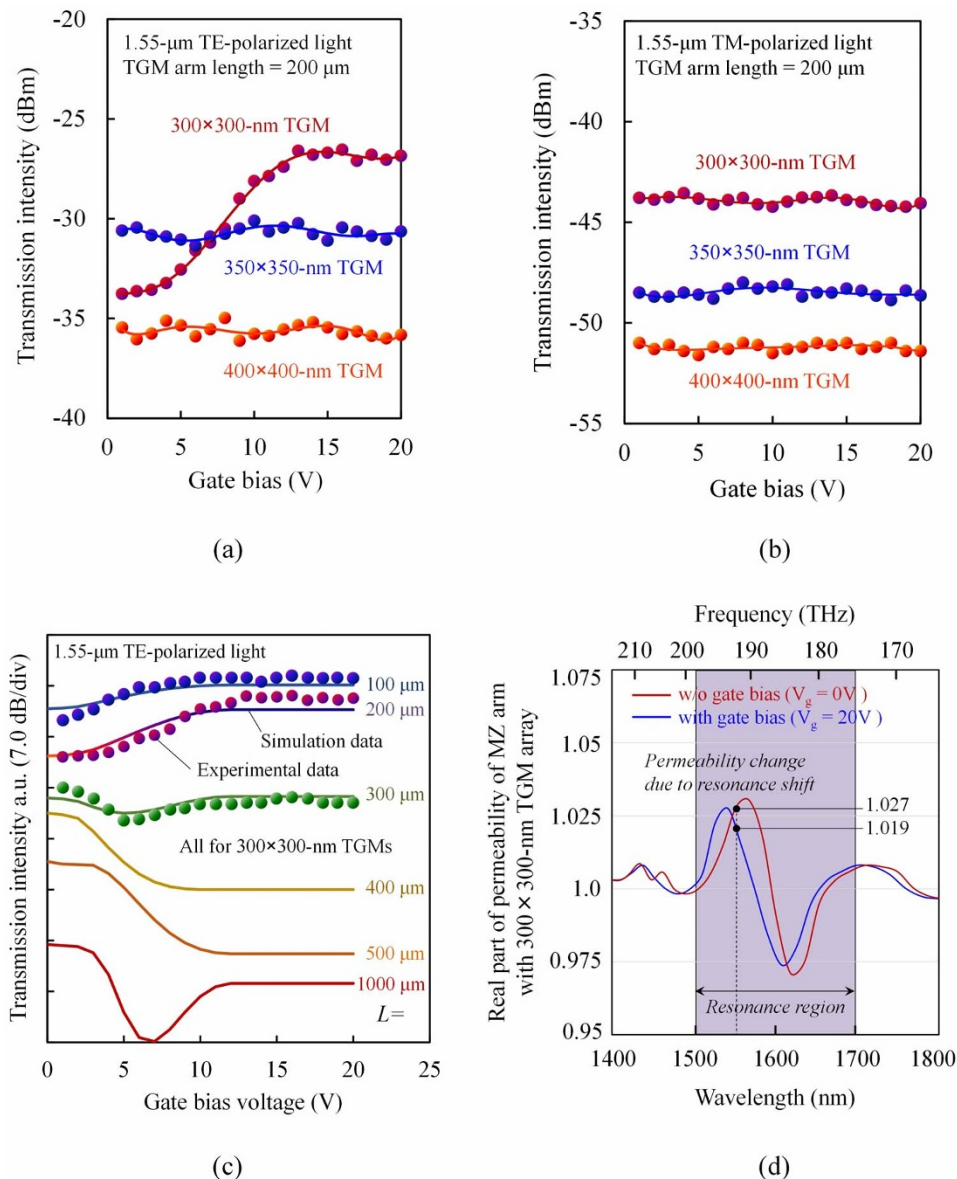 -20
-25
-30
-35
-40
Transmission intensity (dBm)
1.55-μm TE-polarized light
TGM arm length = 200 μm
300×300-nm TGM
350×350-nm TGM
400×400-nm TGM
0 5 10 15 20
Gate bias (V)
(a)
-35
-40
-45
-50
-55
Transmission intensity (dBm)
1.55-μm TM-polarized light
TGM arm length = 200 μm
300×300-nm TGM
350×350-nm TGM
400×400-nm TGM
0 5 10 15 20
Gate bias (V)
(b)
Transmission intensity a.u. (7.0 dB/div)
1.55-μm TE-polarized light
100 μm
200 μm
Simulation data
Experimental data
300 μm
All for 300×300-nm TGMs
400 μm
500 μm
1000 μm
L=
0 5 10 15 20 25
Gate bias voltage (V)
(c)
Frequency (THz)
210 200 190 180 170
1.075
1.05
1.025
1.0
0.975
0.95
Real part of permeability of MZ arm
with 300×300-nm TGM array
w/o gate bias (V_g = 0V )
with gate bias (V_g = 20V )
Permeability change
due to resonance shift
1.027
1.019
Resonance region
1400 1500 1600 1700 1800
Wavelength (nm)
(d)